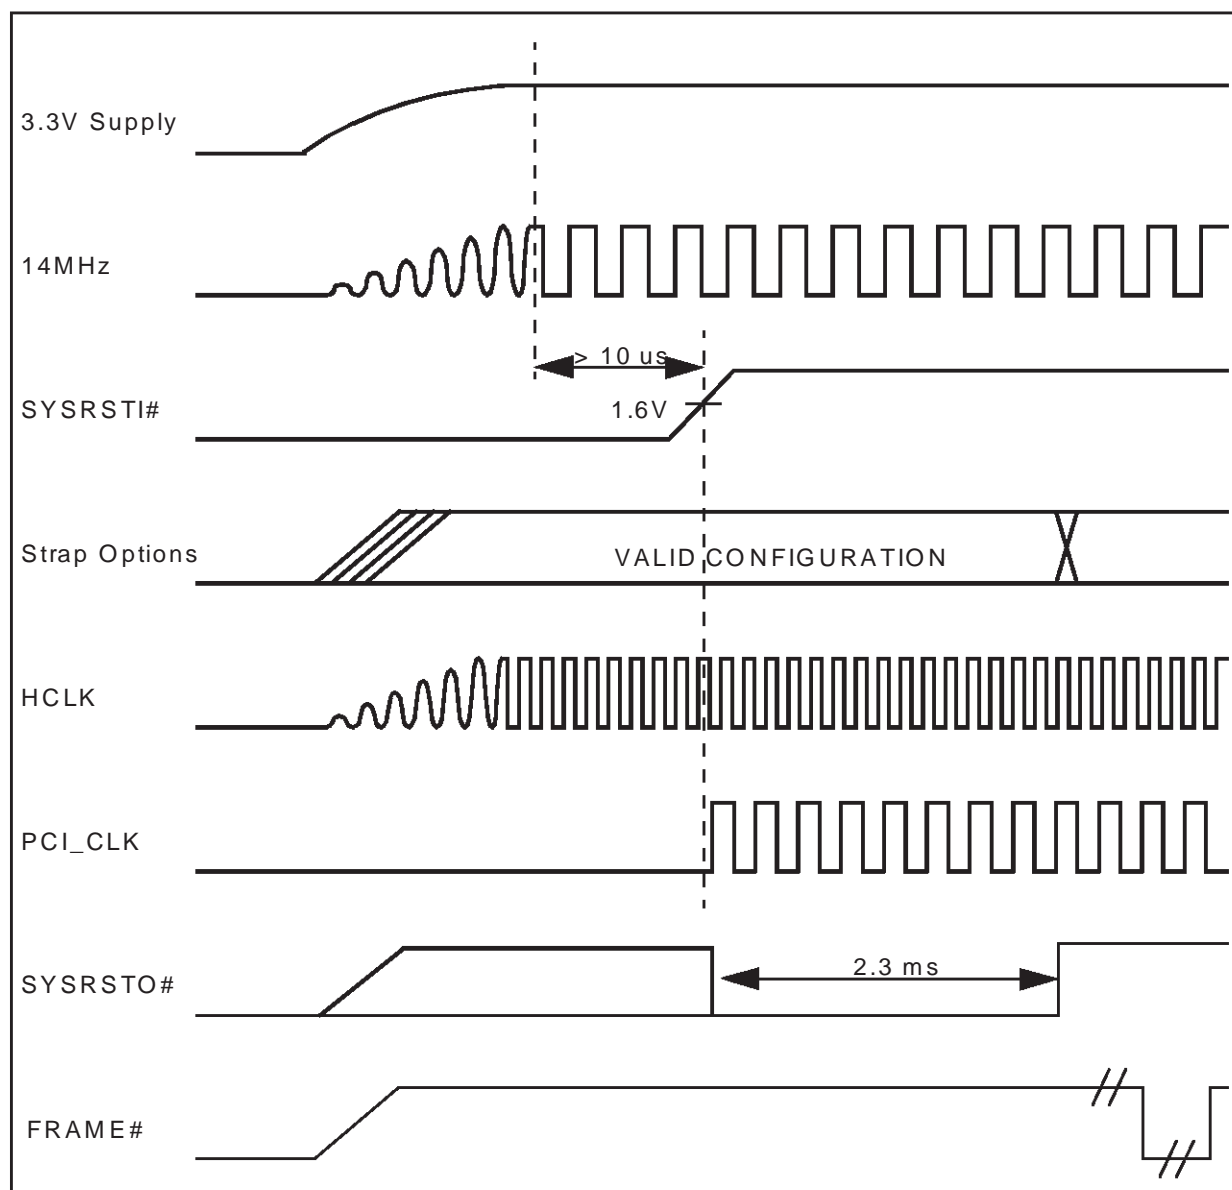 3.3V Supply
14MHz
> 10 us
SYSRSTI#
1.6V
Strap Options
VALID CONFIGURATION
HCLK
PCI_CLK
SYSRSTO#
2.3 ms
FRAME#